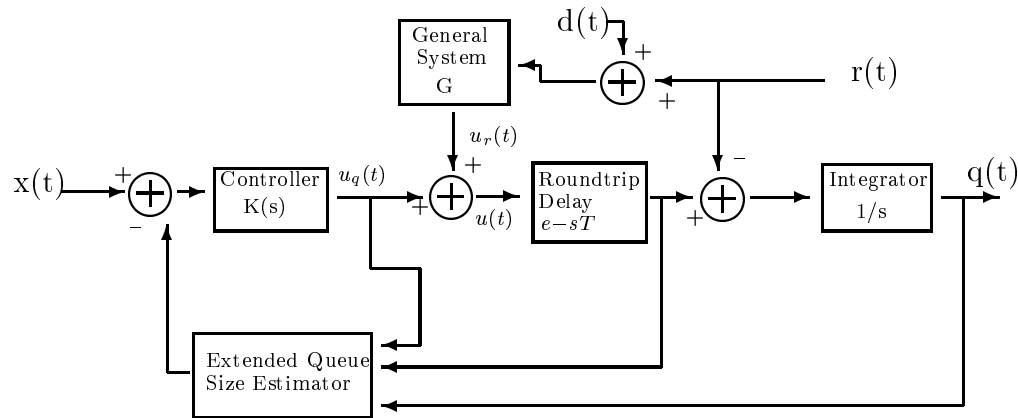 d(t)
General
System
G
+
r(t)
+
u_r(t)
+
−
x(t)
+
Controller
K(s)
u_q(t)
+
u(t)
Roundtrip
Delay
e−sT
+
Integrator
1/s
q(t)
−
Extended Queue
Size Estimator